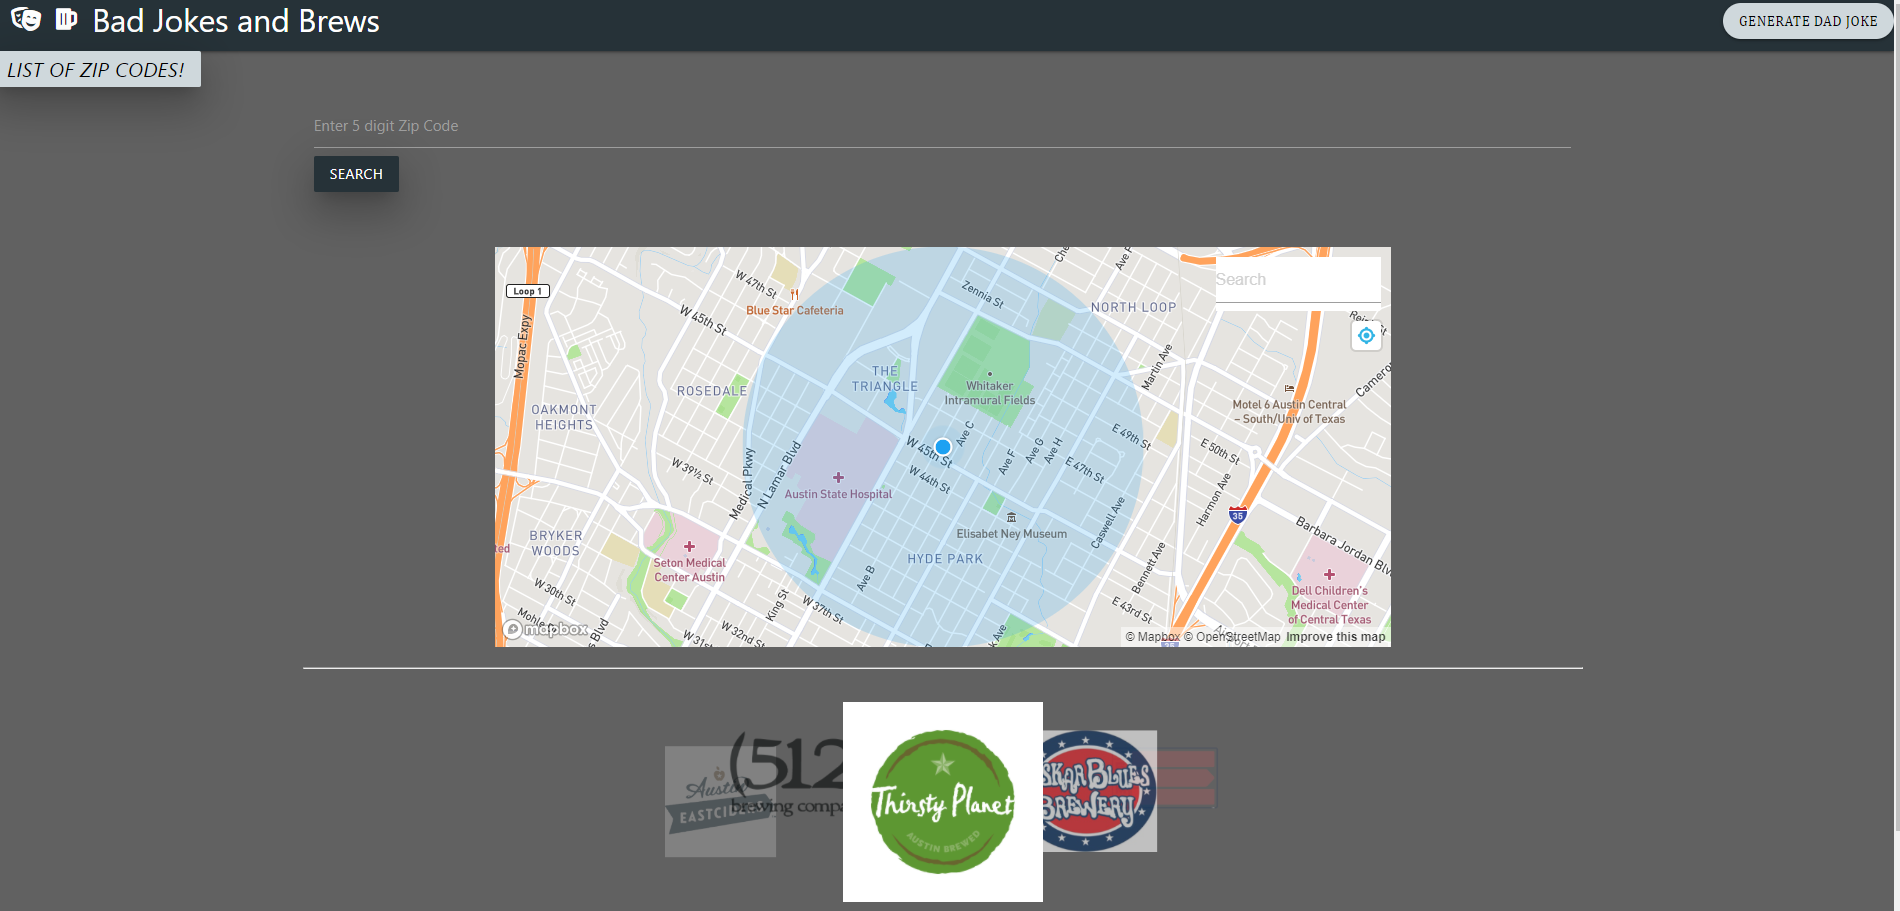 Bad Jokes and Brews
GENERATE DAD JOKE
LIST OF ZIP CODES!
Enter 5 digit Zip Code
SEARCH
Loop 1
Mopac Expy
W 47th St
Blue Star Cafeteria
W 45th St
Zennia St
NORTH LOOP
Search
THE
TRIANGLE
ROSEDALE
OAKMONT
HEIGHTS
Whitaker
Intramural Fields
Martin Ave
Motel 6 Austin Central
– South/Univ of Texas
E 49th St
E 50th St
W 45th St
Ave C
Ave F
Ave G
Ave H
E 47th St
W 44th St
W 39½ St
Medical Pkwy
N Lamar Blvd
Austin State Hospital
Harmon Ave
35
Caswell Ave
Barbara Jordan Blv
BRYKER
WOODS
Elisabet Ney Museum
Seton Medical
Center Austin
HYDE PARK
Ave B
Bennett Ave
Dell Children's
Medical Center
of Central Texas
W 30th St
King St
W 37th St
E 43rd St
W 32nd St
W 31st
mapbox
© Mapbox © OpenStreetMap Improve this map
Austin
EASTCIDERS
(512
brewing compa
Thirsty Planet
AUSTIN BREWED
SKAR BLUES
BREWERY